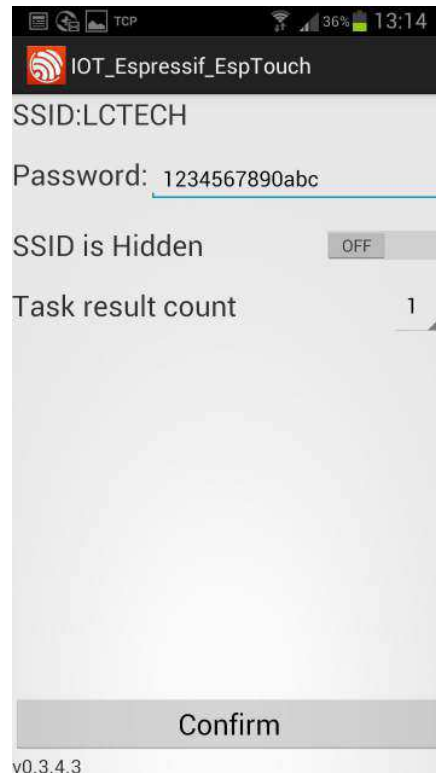 TCP 36% 13:14
IOT_Espressif_EspTouch
SSID:LCTECH
Password: 1234567890abc
SSID is Hidden OFF
Task result count 1
Confirm
v0.3.4.3